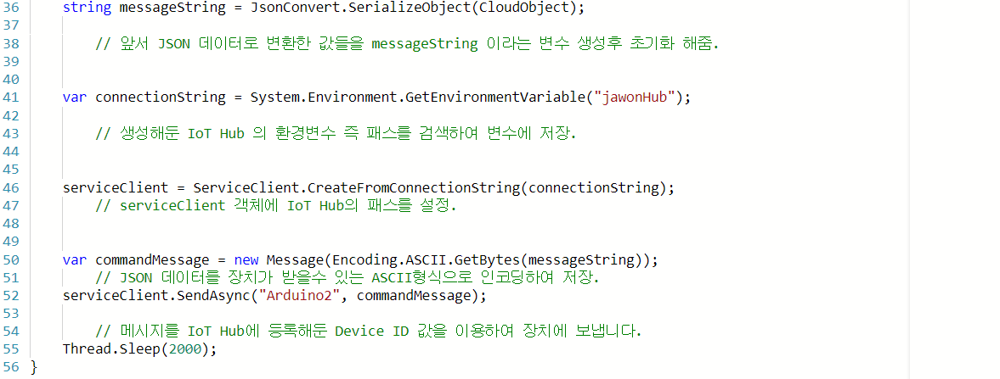 36 string messageString = JsonConvert.SerializeObject(CloudObject);
37
38 // 앞서 JSON 데이터로 변환한 값들을 messageString 이라는 변수 생성후 초기화 해줌.
39
40
41 var connectionString = System.Environment.GetEnvironmentVariable("jawonHub");
42
43 // 생성해둔 IoT Hub 의 환경변수 즉 패스를 검색하여 변수에 저장.
44
45
46 serviceClient = ServiceClient.CreateFromConnectionString(connectionString);
47 // serviceClient 객체에 IoT Hub의 패스를 설정.
48
49
50 var commandMessage = new Message(Encoding.ASCII.GetBytes(messageString));
51 // JSON 데이터를 장치가 받을수 있는 ASCII형식으로 인코딩하여 저장.
52 serviceClient.SendAsync("Arduino2", commandMessage);
53
54 // 메시지를 IoT Hub에 등록해둔 Device ID 값을 이용하여 장치에 보냅니다.
55 Thread.Sleep(2000);
56 }